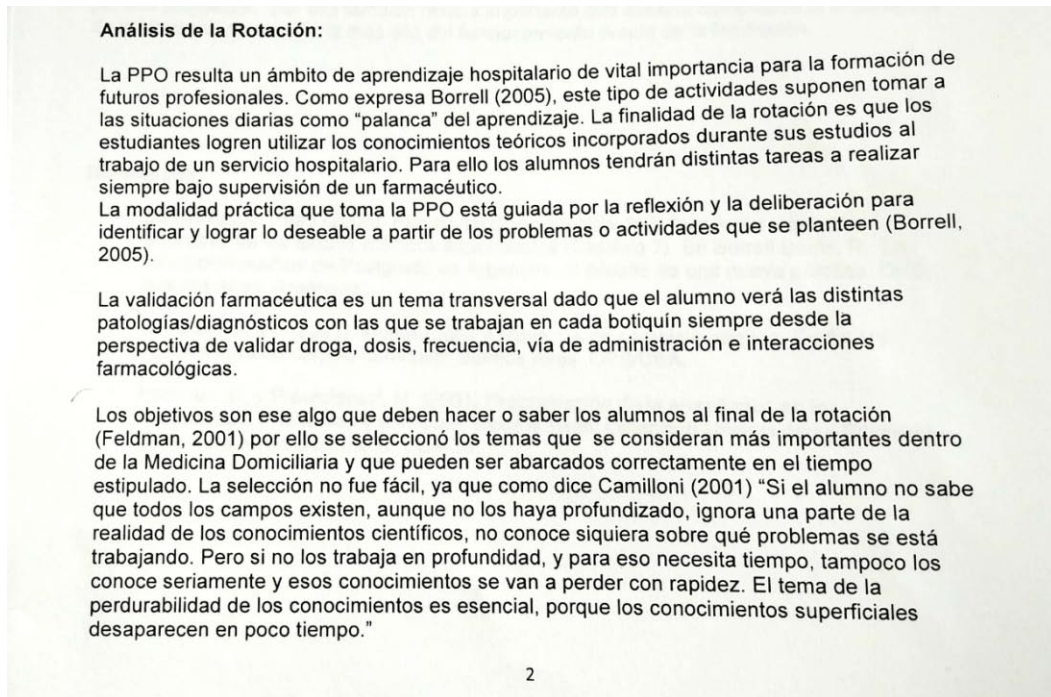 Análisis de la Rotación:
La PPO resulta un ámbito de aprendizaje hospitalario de vital importancia para la formación de
futuros profesionales. Como expresa Borrell (2005), este tipo de actividades suponen tomar a
las situaciones diarias como “palanca” del aprendizaje. La finalidad de la rotación es que los
estudiantes logren utilizar los conocimientos teóricos incorporados durante sus estudios al
trabajo de un servicio hospitalario. Para ello los alumnos tendrán distintas tareas a realizar
siempre bajo supervisión de un farmacéutico.
La modalidad práctica que toma la PPO está guiada por la reflexión y la deliberación para
identificar y lograr lo deseable a partir de los problemas o actividades que se planteen (Borrell,
2005).
La validación farmacéutica es un tema transversal dado que el alumno verá las distintas
patologías/diagnósticos con las que se trabajan en cada botiquín siempre desde la
perspectiva de validar droga, dosis, frecuencia, vía de administración e interacciones
farmacológicas.
Los objetivos son ese algo que deben hacer o saber los alumnos al final de la rotación
(Feldman, 2001) por ello se seleccionó los temas que se consideran más importantes dentro
de la Medicina Domiciliaria y que pueden ser abarcados correctamente en el tiempo
estipulado. La selección no fue fácil, ya que como dice Camilloni (2001) “Si el alumno no sabe
que todos los campos existen, aunque no los haya profundizado, ignora una parte de la
realidad de los conocimientos científicos, no conoce siquiera sobre qué problemas se está
trabajando. Pero si no los trabaja en profundidad, y para eso necesita tiempo, tampoco los
conoce seriamente y esos conocimientos se van a perder con rapidez. El tema de la
perdurabilidad de los conocimientos es esencial, porque los conocimientos superficiales
desaparecen en poco tiempo.”
2